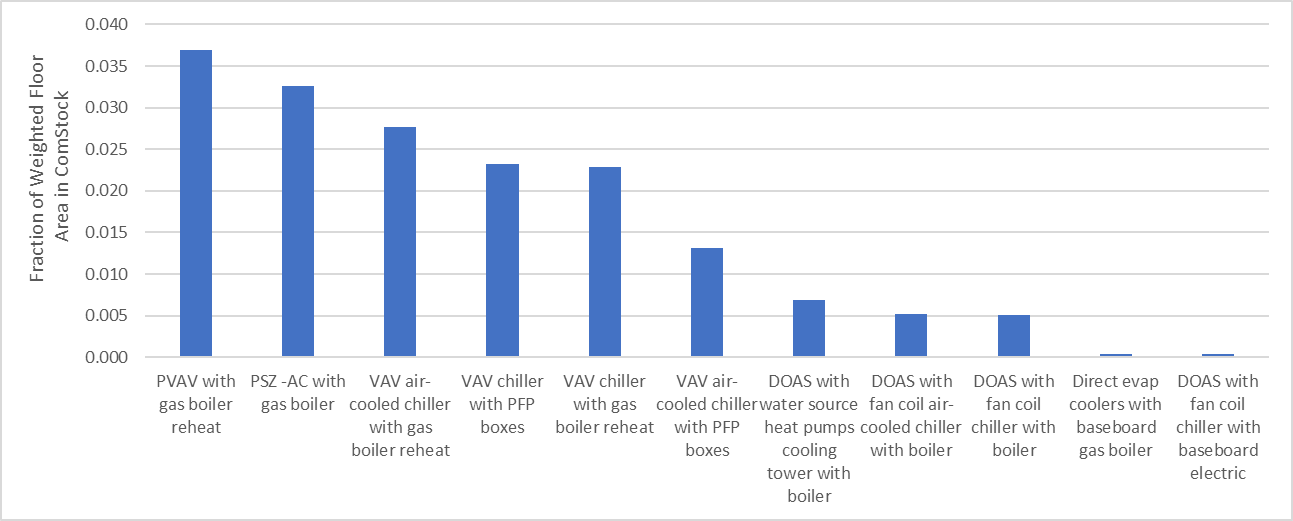 0.040
0.035
0.030
0.025
0.020
0.015
0.010
0.005
0.000
Fraction of Weighted Floor
Area in ComStock
PVAV with
gas boiler
reheat
PSZ -AC with
gas boiler
VAV air-
cooled chiller
with gas
boiler reheat
VAV chiller
with PFP
boxes
VAV chiller
with gas
boiler reheat
VAV air-
cooled chiller
with PFP
boxes
DOAS with
water source
heat pumps
cooling
tower with
boiler
DOAS with
fan coil air-
cooled chiller
with boiler
DOAS with
fan coil
chiller with
boiler
Direct evap
coolers with
baseboard
gas boiler
DOAS with
fan coil
chiller with
baseboard
electric